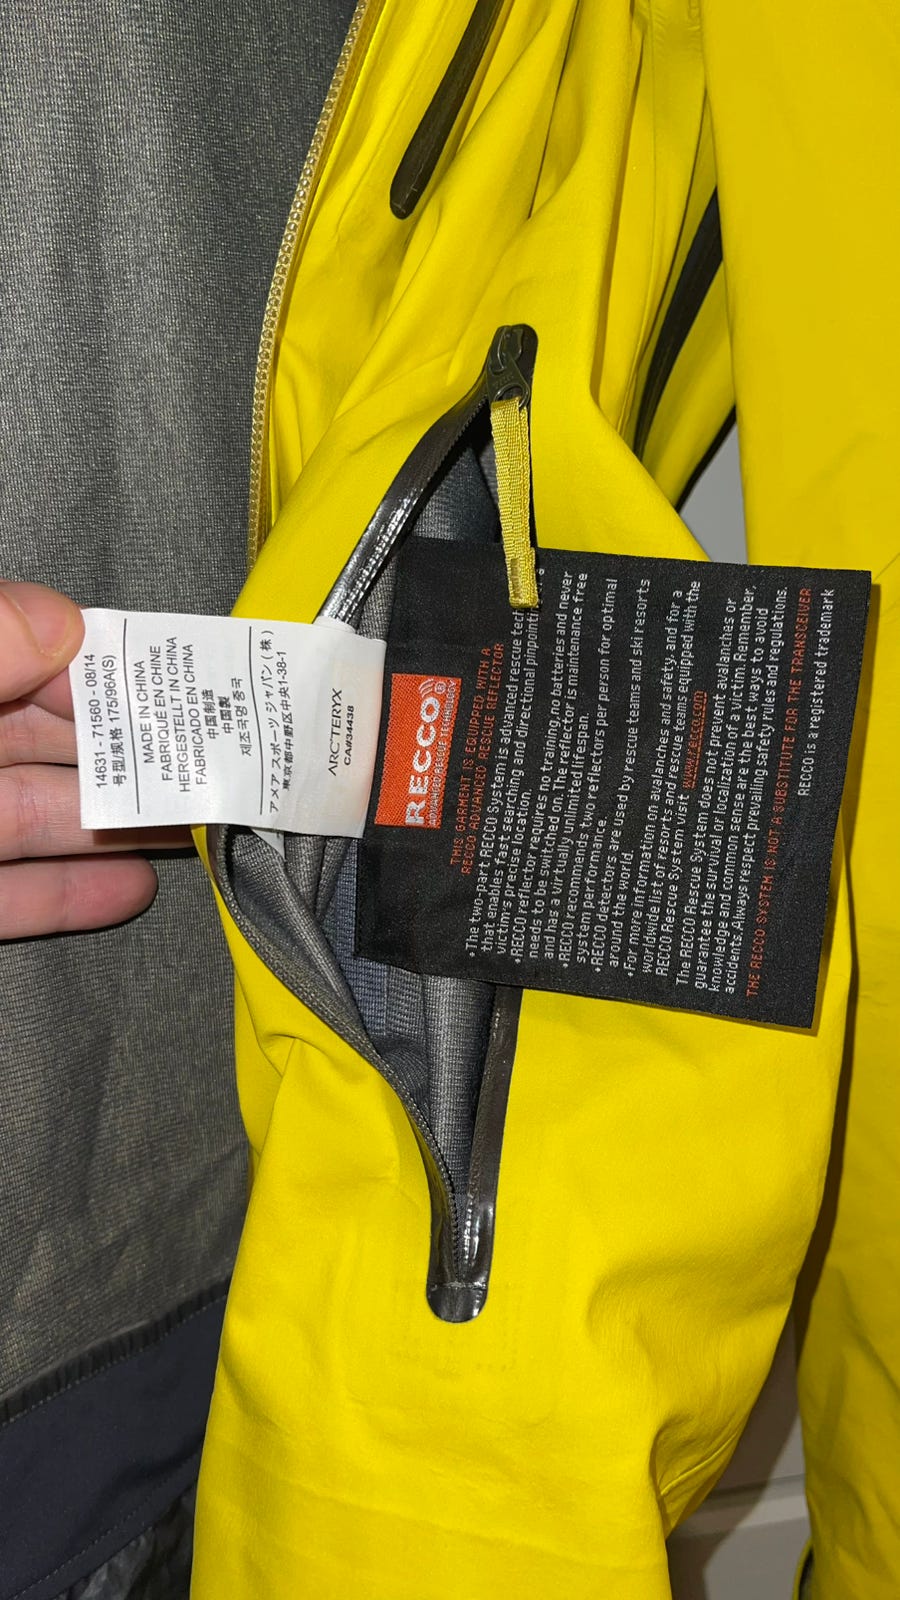 14631 - 71560 - 08/14
号型/规格 175/96A(S)
MADE IN CHINA
FABRIQUÉ EN CHINE
HERGESTELLT IN CHINA
FABRICADO EN CHINA
中国制造
中国製
제조국명 중국
アメア スポーツ ジャパン ( 株 )
東京都中野区中央1-38-1
ARC'TERYX
CA#34438
RECCO®
ADVANCED RESCUE TECHNOLOGY
THIS GARMENT IS EQUIPPED WITH A
RECCO ADVANCED RESCUE REFLECTOR
•The two-part RECCO System is advanced rescue
that enables fast searching and directional pinpointing
victim's precise location.
•RECCO reflector requires no training, no batteries and never
needs to be switched on. The reflector is maintenance free
and has a virtually unlimited lifespan.
•RECCO recommends two reflectors per person for optimal
system performance.
•RECCO detectors are used by rescue teams and ski resorts
around the world.
•For more information on avalanches and safety, and for a
worldwide list of resorts and rescue teams equipped with the
RECCO Rescue System visit www.recco.com
The RECCO Rescue System does not prevent avalanches or
guarantee the survival or localization of a victim. Remember,
knowledge and common sense are the best ways to avoid
accidents. Always respect prevailing safety rules and regulations.
THE RECCO SYSTEM IS NOT A SUBSTITUTE FOR THE TRANSCEIVER
RECCO is a registered trademark